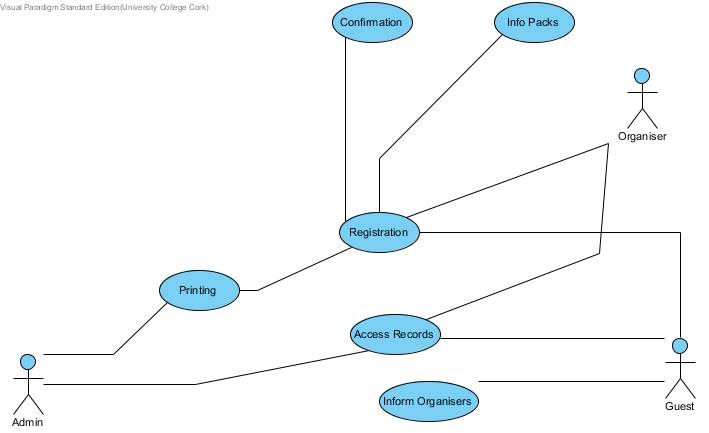 Visual Paradigm Standard Edition(University College Cork)
Confirmation
Info Packs
Organiser
Registration
Printing
Access Records
Guest
Inform Organisers
Admin